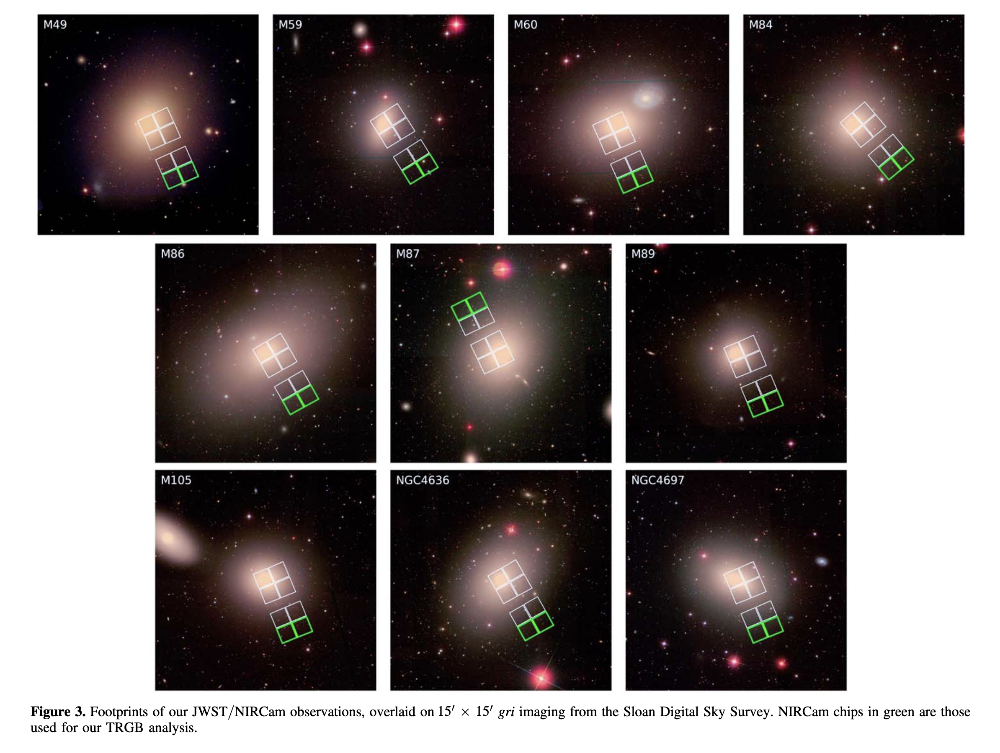 M49
M59
M60
M84
M86
M87
M89
M105
NGC4636
NGC4697
Figure 3. Footprints of our JWST/NIRCam observations, overlaid on 15′ × 15′ gri imaging from the Sloan Digital Sky Survey. NIRCam chips in green are those
used for our TRGB analysis.